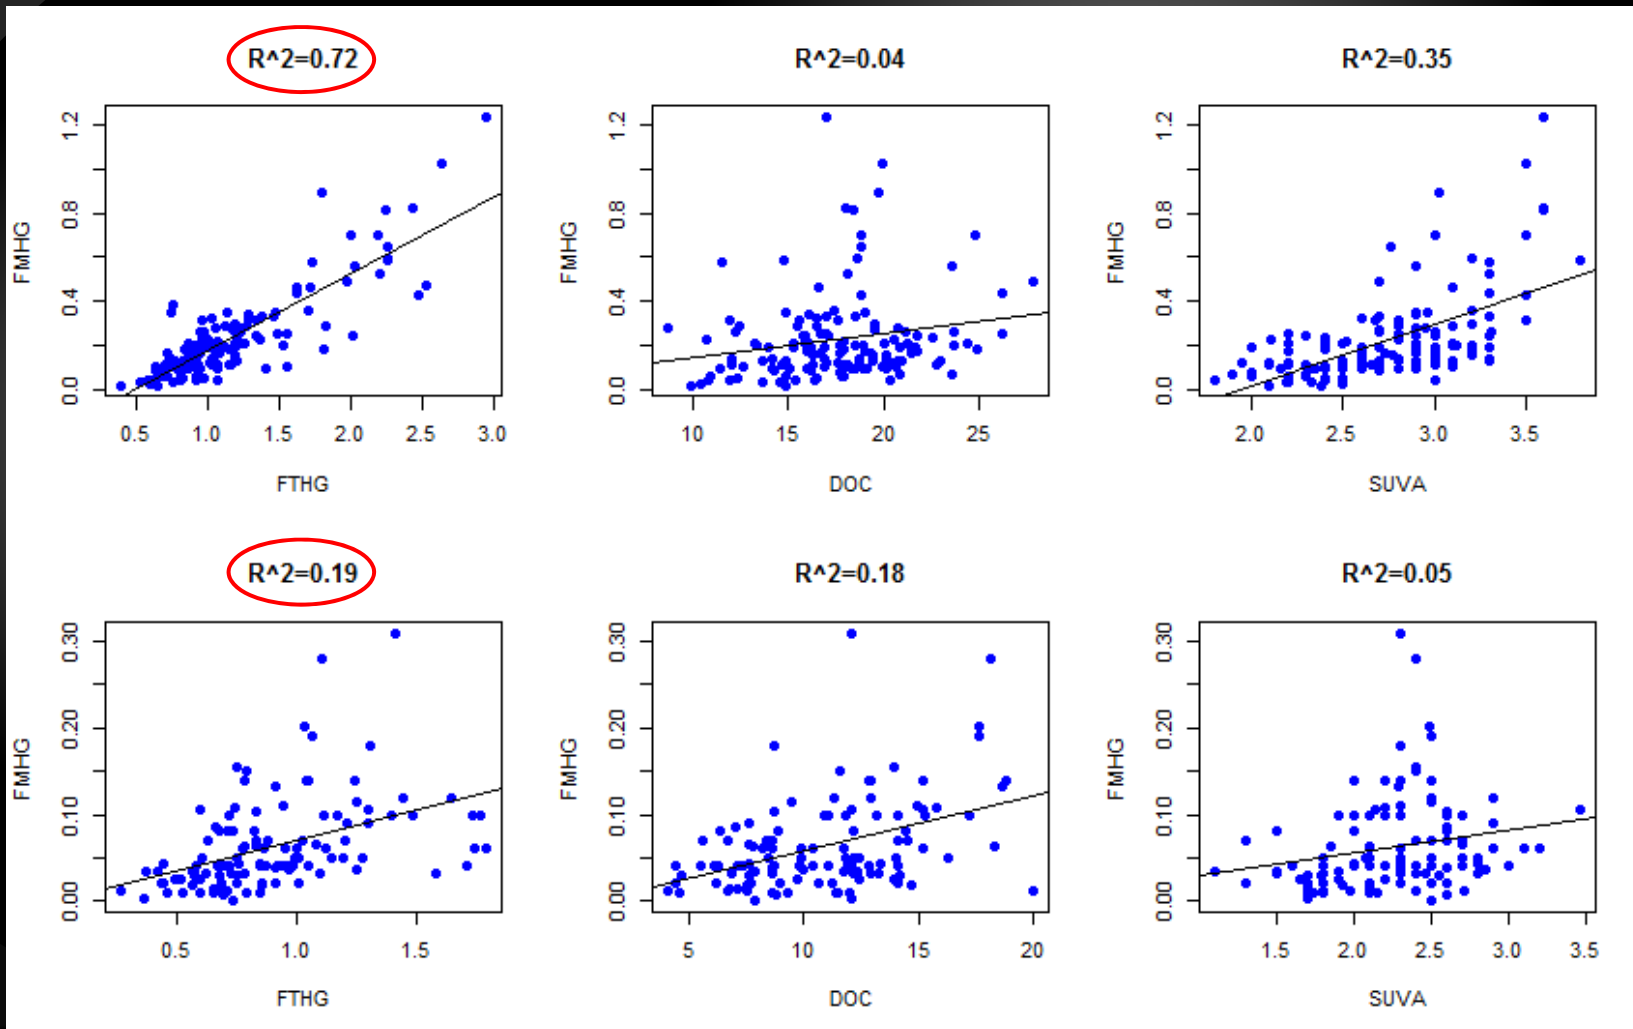 R^2=0.72
R^2=0.04
R^2=0.35
FMHG
0.0 0.4 0.8 1.2
0.5 1.0 1.5 2.0 2.5 3.0
FTHG
FMHG
0.0 0.4 0.8 1.2
10 15 20 25
DOC
FMHG
0.0 0.4 0.8 1.2
2.0 2.5 3.0 3.5
SUVA
R^2=0.19
R^2=0.18
R^2=0.05
FMHG
0.00 0.10 0.20 0.30
0.5 1.0 1.5
FTHG
FMHG
0.00 0.10 0.20 0.30
5 10 15 20
DOC
FMHG
0.00 0.10 0.20 0.30
1.5 2.0 2.5 3.0 3.5
SUVA